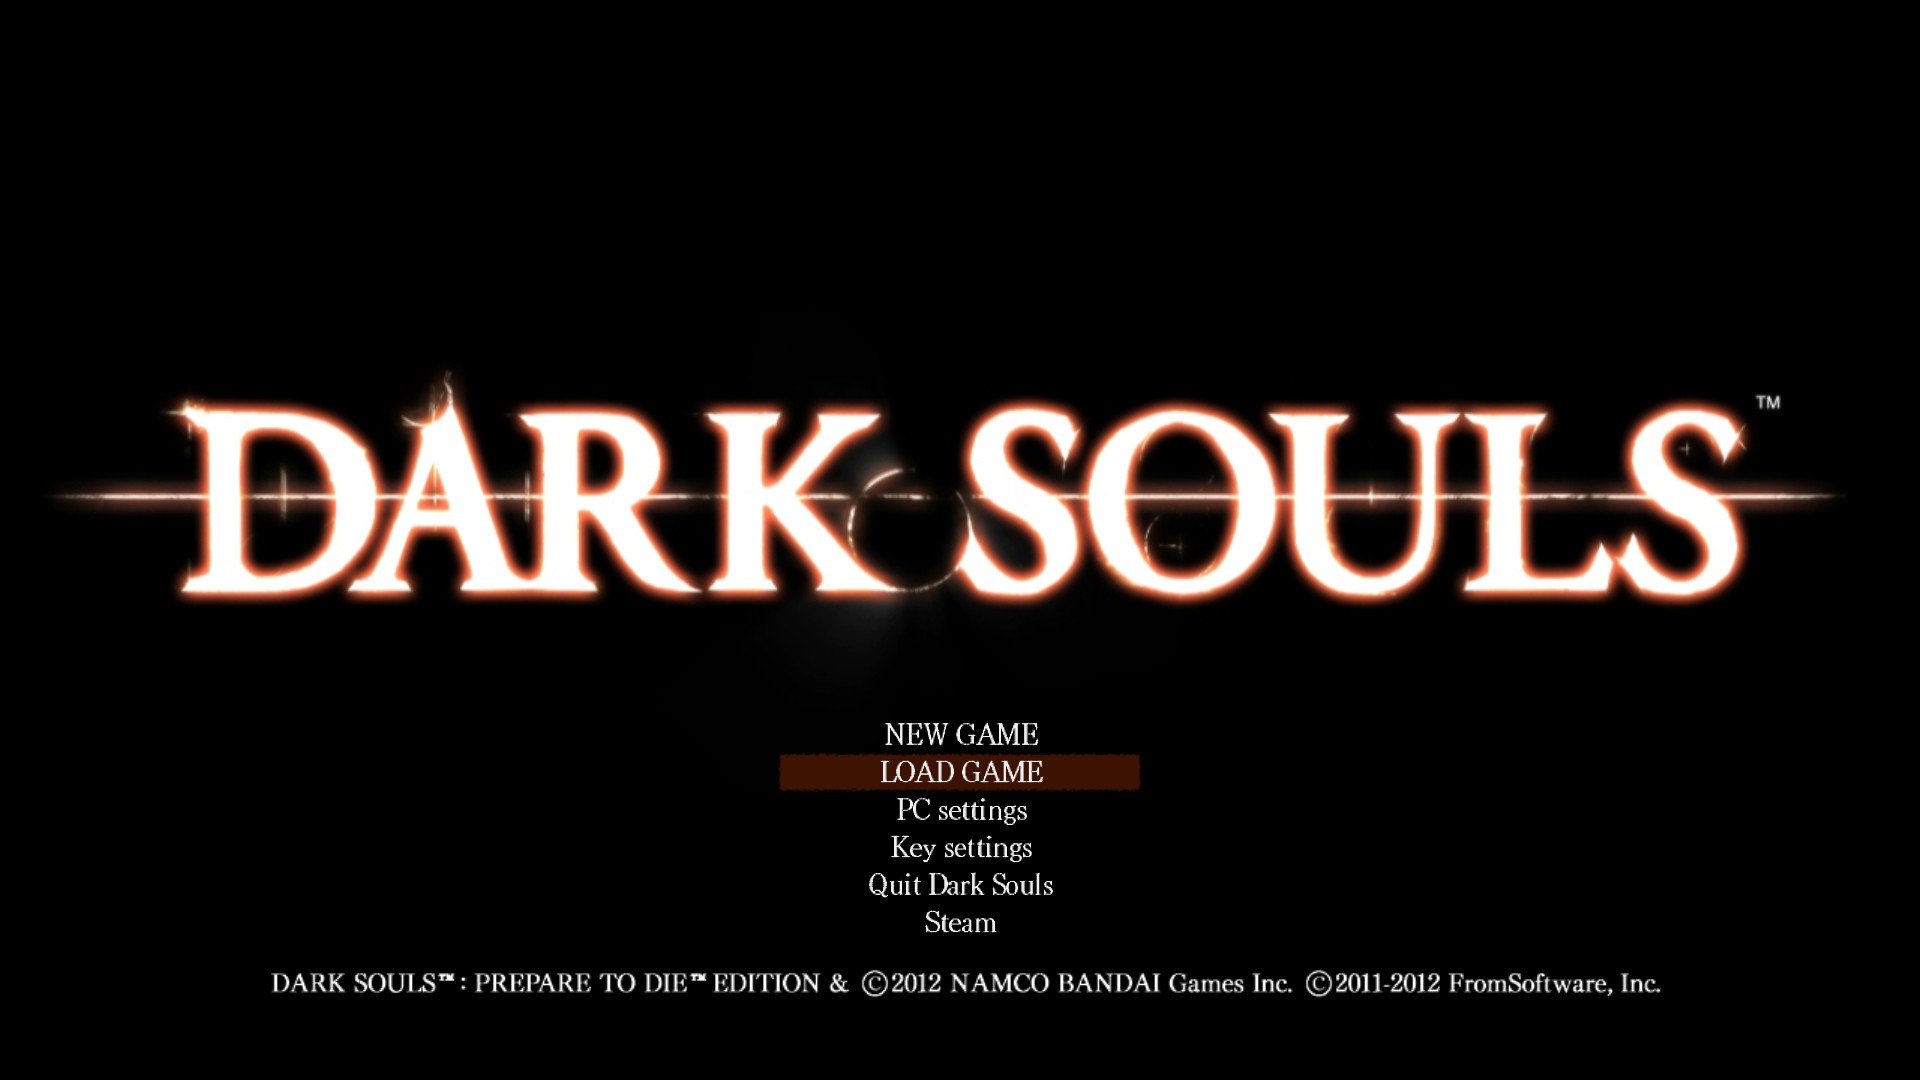 DARK SOULS™
NEW GAME
LOAD GAME
PC settings
Key settings
Quit Dark Souls
Steam
DARK SOULS™: PREPARE TO DIE™ EDITION & ©2012 NAMCO BANDAI Games Inc. ©2011-2012 FromSoftware, Inc.